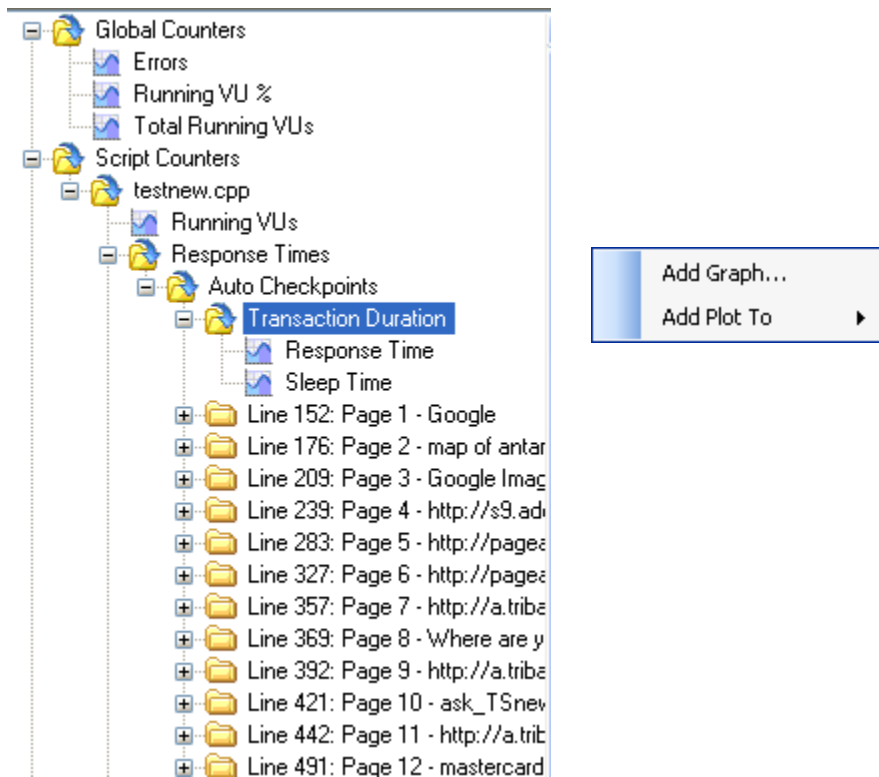 Global Counters
Errors
Running VU %
Total Running VUs
Script Counters
testnew.cpp
Running VUs
Response Times
Auto Checkpoints
Transaction Duration
Response Time
Sleep Time
Line 152: Page 1 - Google
Line 176: Page 2 - map of antar
Line 209: Page 3 - Google Imag
Line 239: Page 4 - http://s9.ad
Line 283: Page 5 - http://pagea
Line 327: Page 6 - http://pagea
Line 357: Page 7 - http://a.triba
Line 369: Page 8 - Where are y
Line 392: Page 9 - http://a.triba
Line 421: Page 10 - ask_TSnew
Line 442: Page 11 - http://a.trib
Line 491: Page 12 - mastercard
Add Graph...
Add Plot To